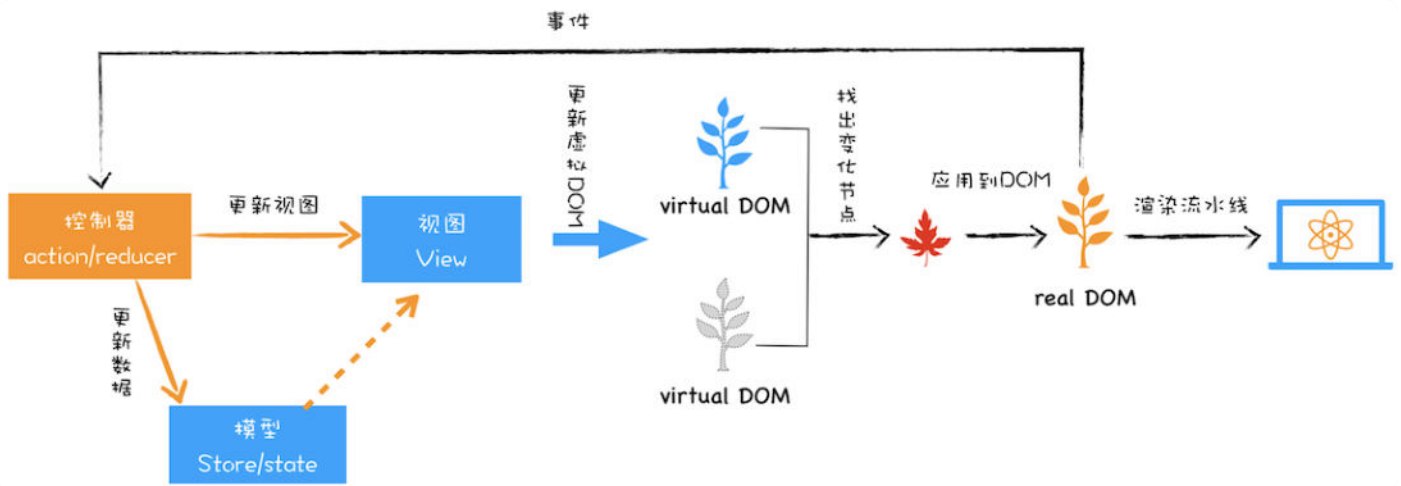 事件
控制器
action/reducer
更新视图
视图
View
更新数据
模型
Store/state
更新虚拟DOM
virtual DOM
virtual DOM
找出变化节点
应用到DOM
real DOM
渲染流水线